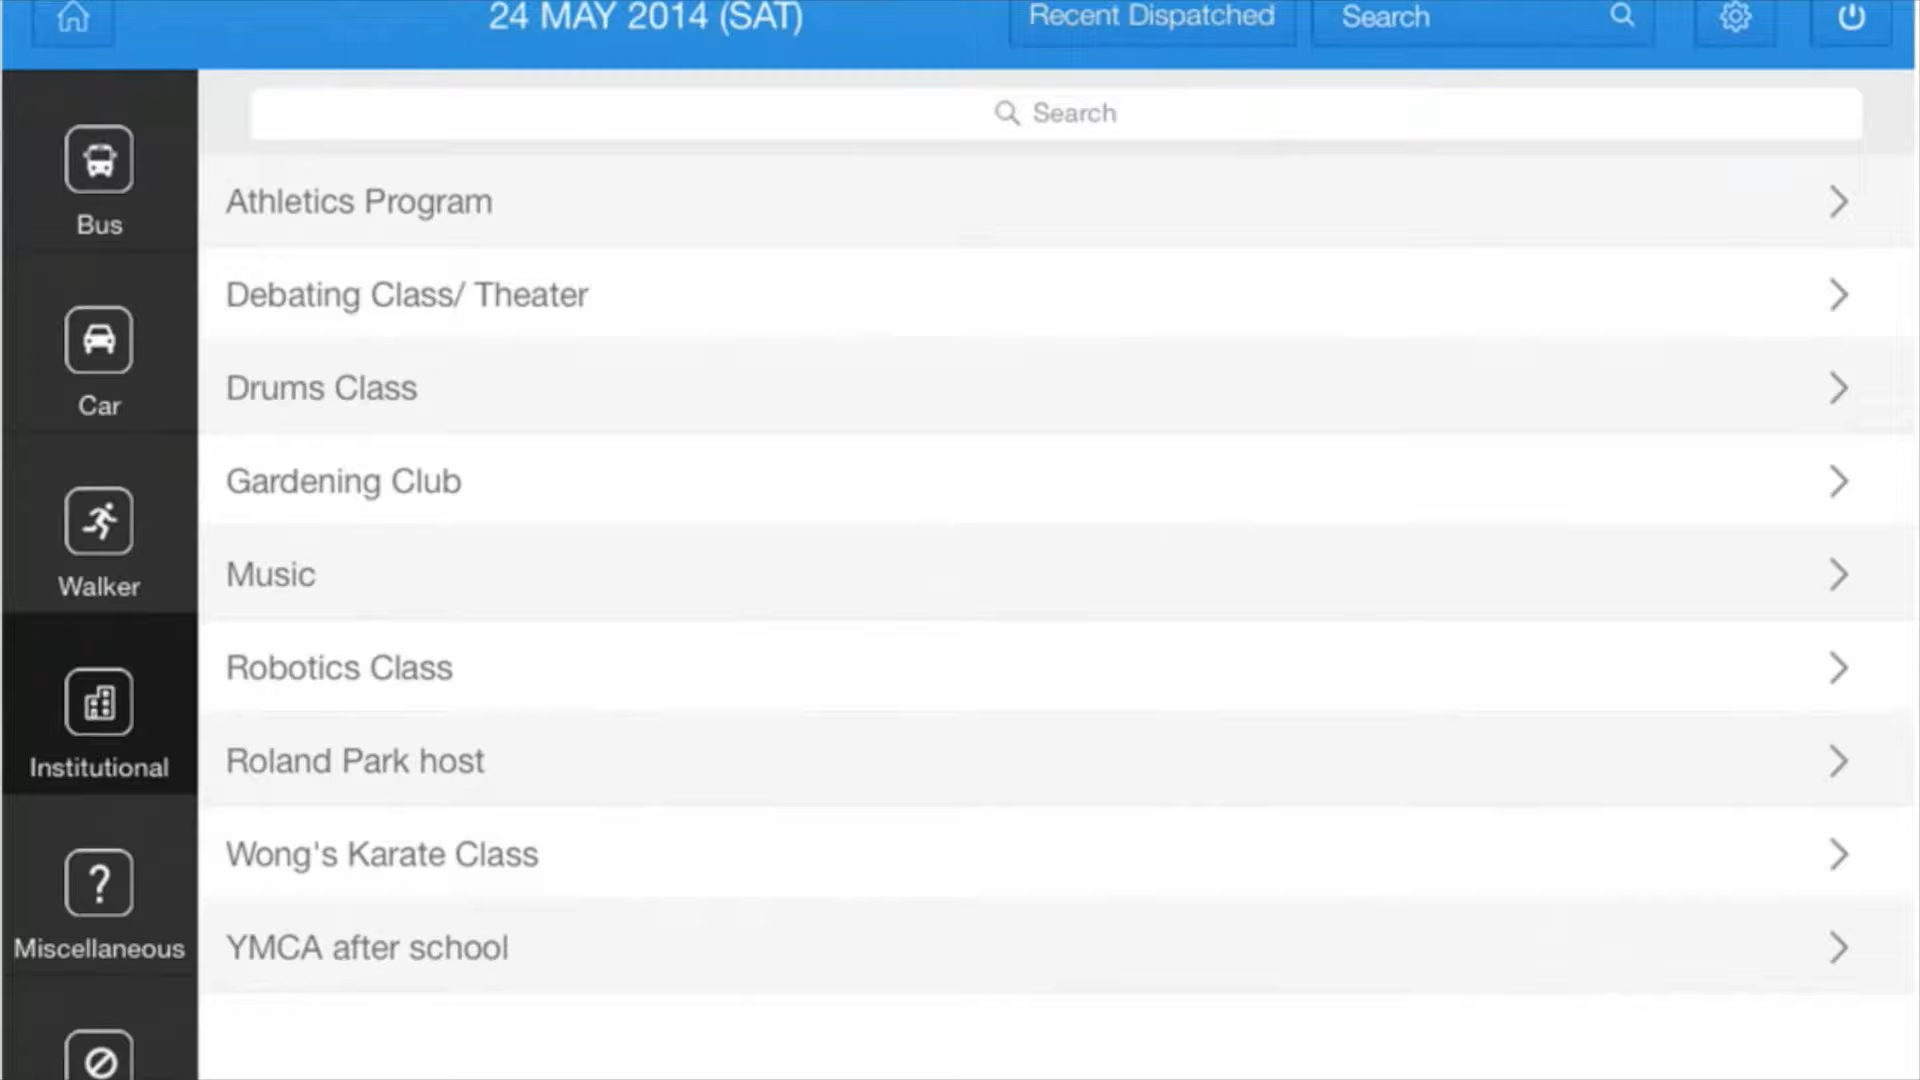 24 MAY 2014 (SAT)
Recent Dispatched
Search
Search
Bus
Car
Walker
Institutional
Miscellaneous
Athletics Program
Debating Class/ Theater
Drums Class
Gardening Club
Music
Robotics Class
Roland Park host
Wong's Karate Class
YMCA after school